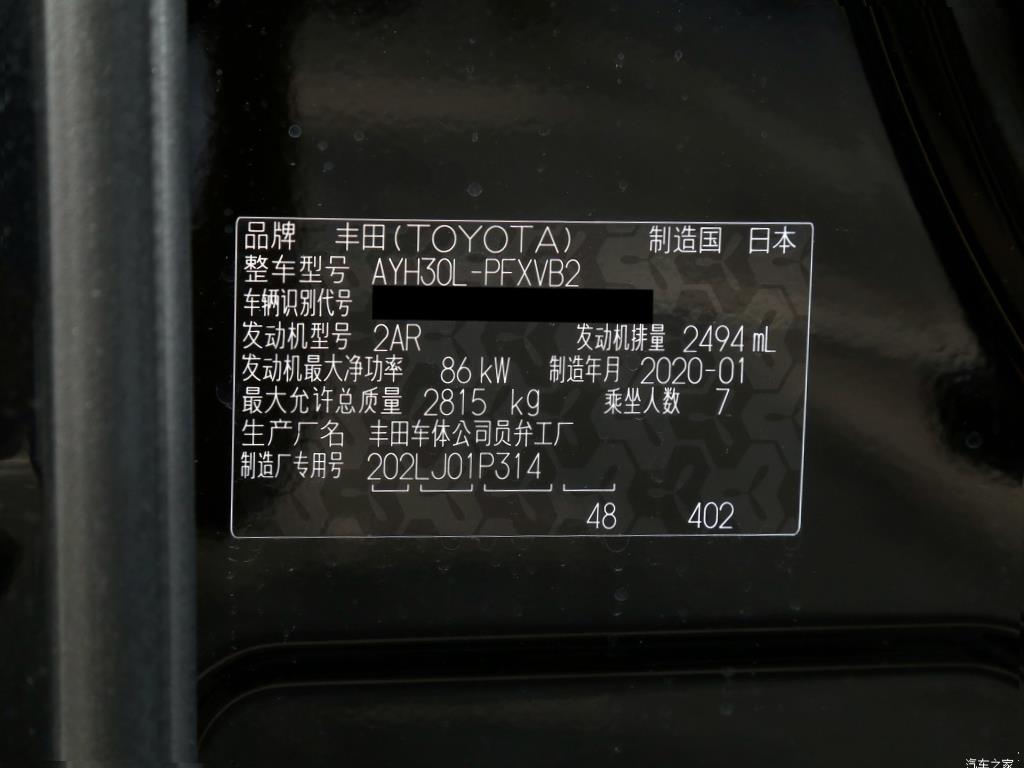 品牌 丰田(TOYOTA) 制造国 日本
整车型号 AYH30L-PFXVB2
车辆识别代号
发动机型号 2AR 发动机排量 2494 mL
发动机最大净功率 86 kW 制造年月 2020-01
最大允许总质量 2815 kg 乘坐人数 7
生产厂名 丰田车体公司员弁工厂
制造厂专用号 202LJ01P314
48 402
汽车之家